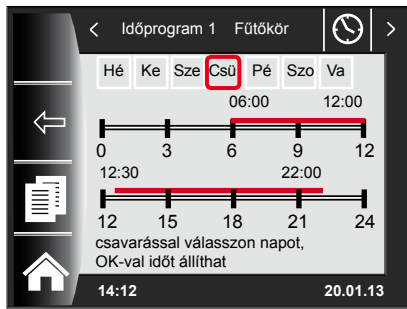 < Időprogram 1 Fűtőkör >
Hé Ke Sze Csü Pé Szo Va
06:00 12:00
0 3 6 9 12
12:30 22:00
12 15 18 21 24
csavarással válasszon napot,
OK-val időt állíthat
14:12 20.01.13